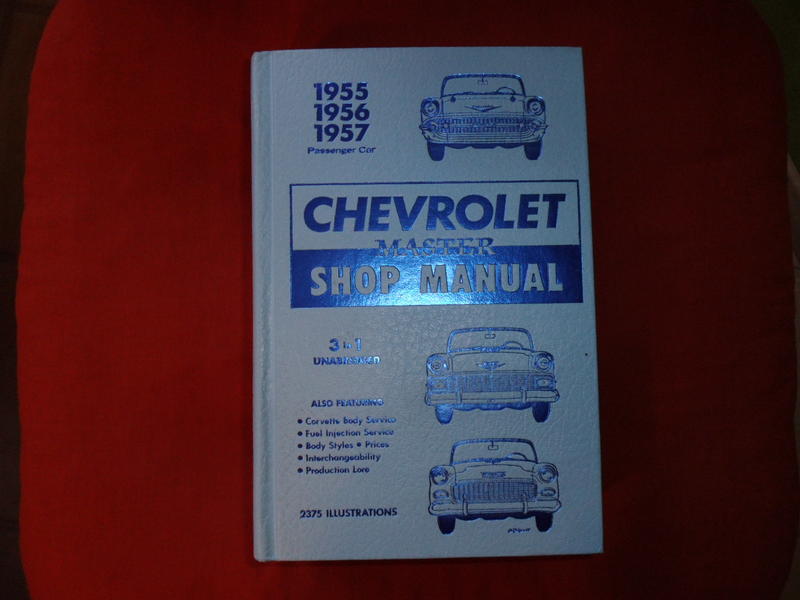 1955
1956
1957
Passenger Car
CHEVROLET
MASTER
SHOP MANUAL
3 in 1
UNABRIDGED
ALSO FEATURING
• Corvette Body Service
• Fuel Injection Service
• Body Styles • Prices
• Interchangeability
• Production Lore
2375 ILLUSTRATIONS